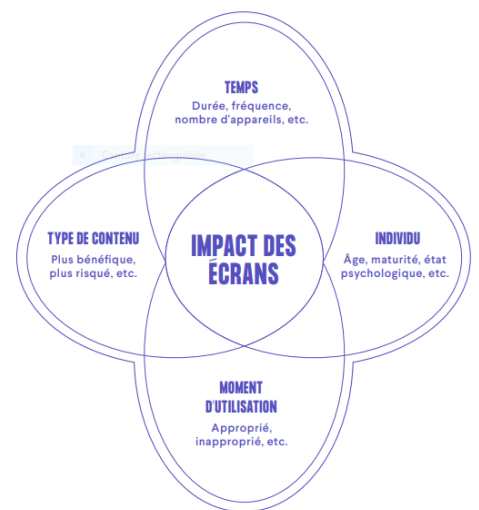 TEMPS
Durée, fréquence,
nombre d'appareils, etc.
TYPE DE CONTENU
Plus bénéfique,
plus risqué, etc.
IMPACT DES
ÉCRANS
INDIVIDU
Âge, maturité, état
psychologique, etc.
MOMENT
D'UTILISATION
Approprié,
inapproprié, etc.